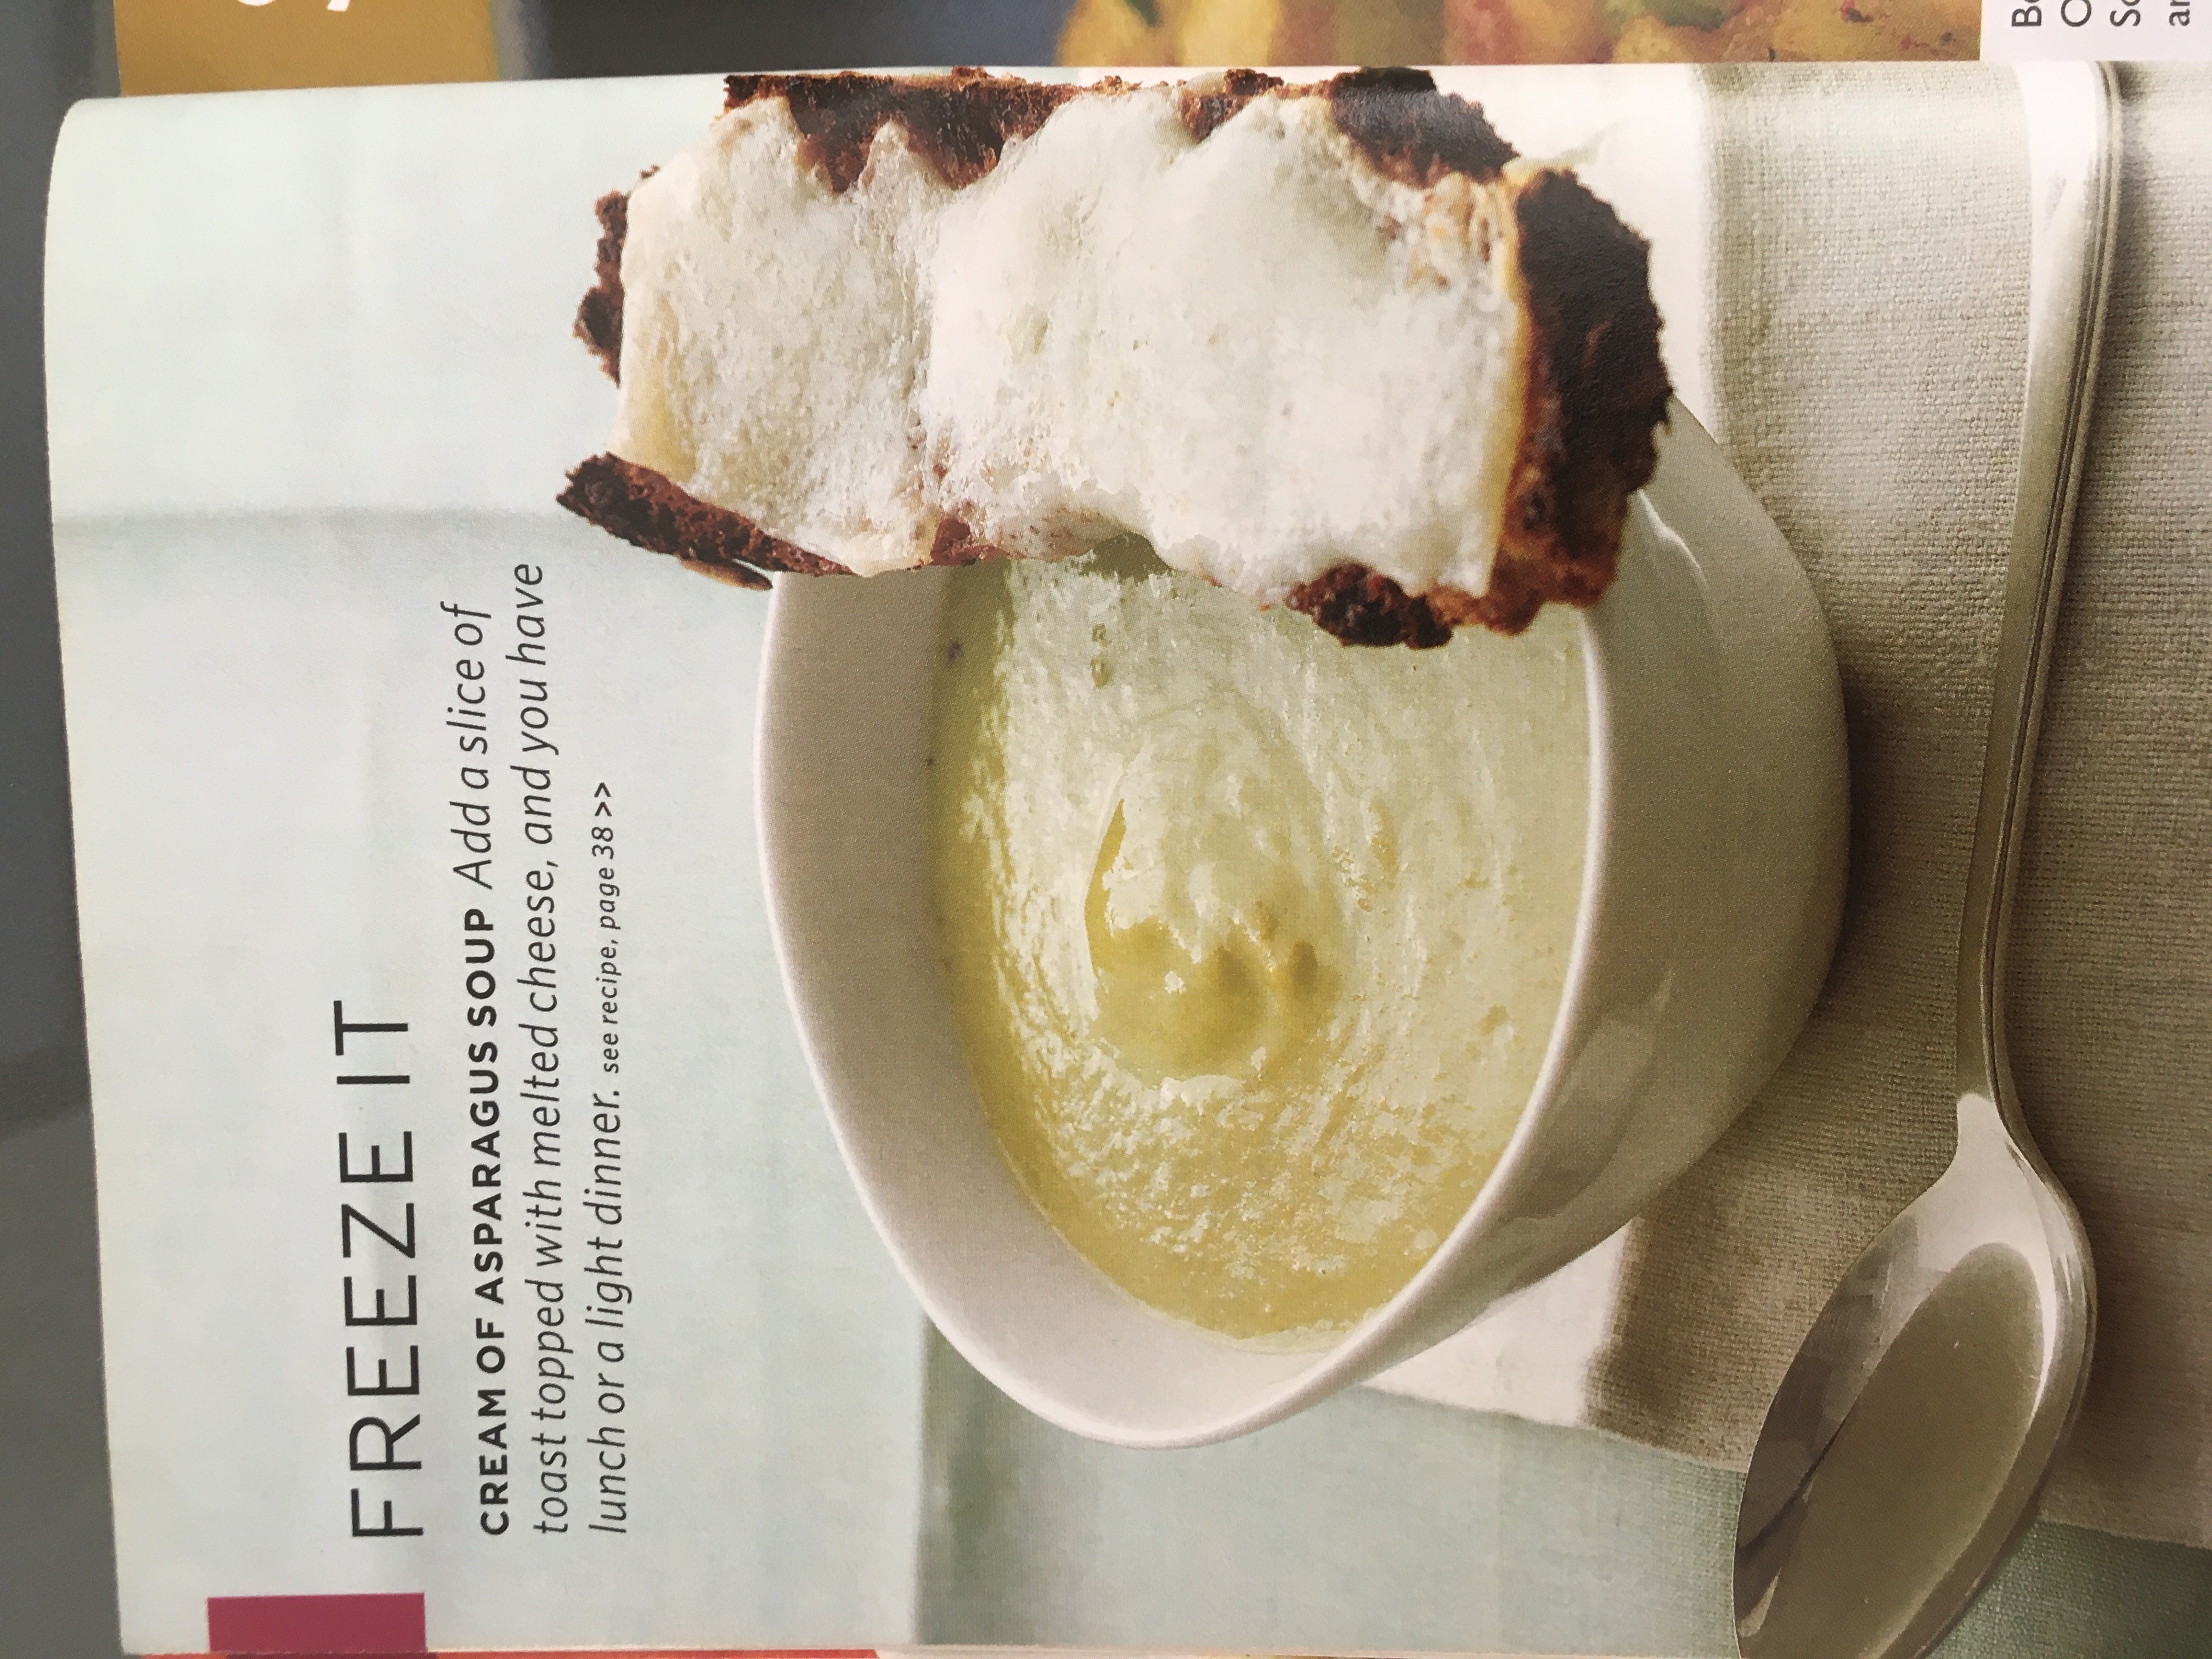 FREEZE IT
CREAM OF ASPARAGUS SOUP Add a slice of
toast topped with melted cheese, and you have
lunch or a light dinner. see recipe, page 38 >>